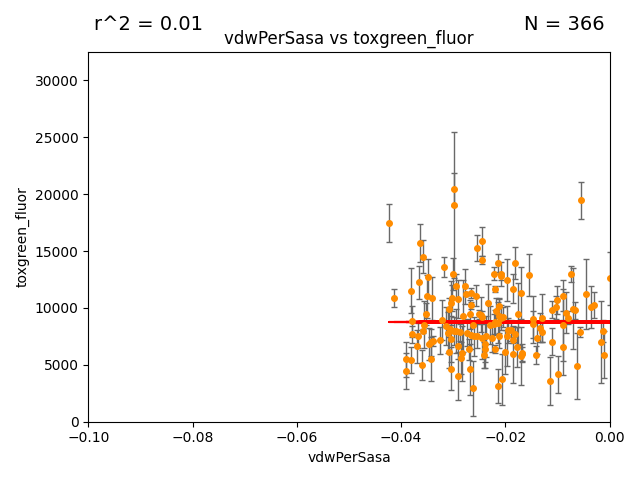 r^2 = 0.01
N = 366
vdwPerSasa vs toxgreen_fluor
30000
25000
20000
15000
10000
5000
0
toxgreen_fluor
−0.10
−0.08
−0.06
−0.04
−0.02
0.00
vdwPerSasa